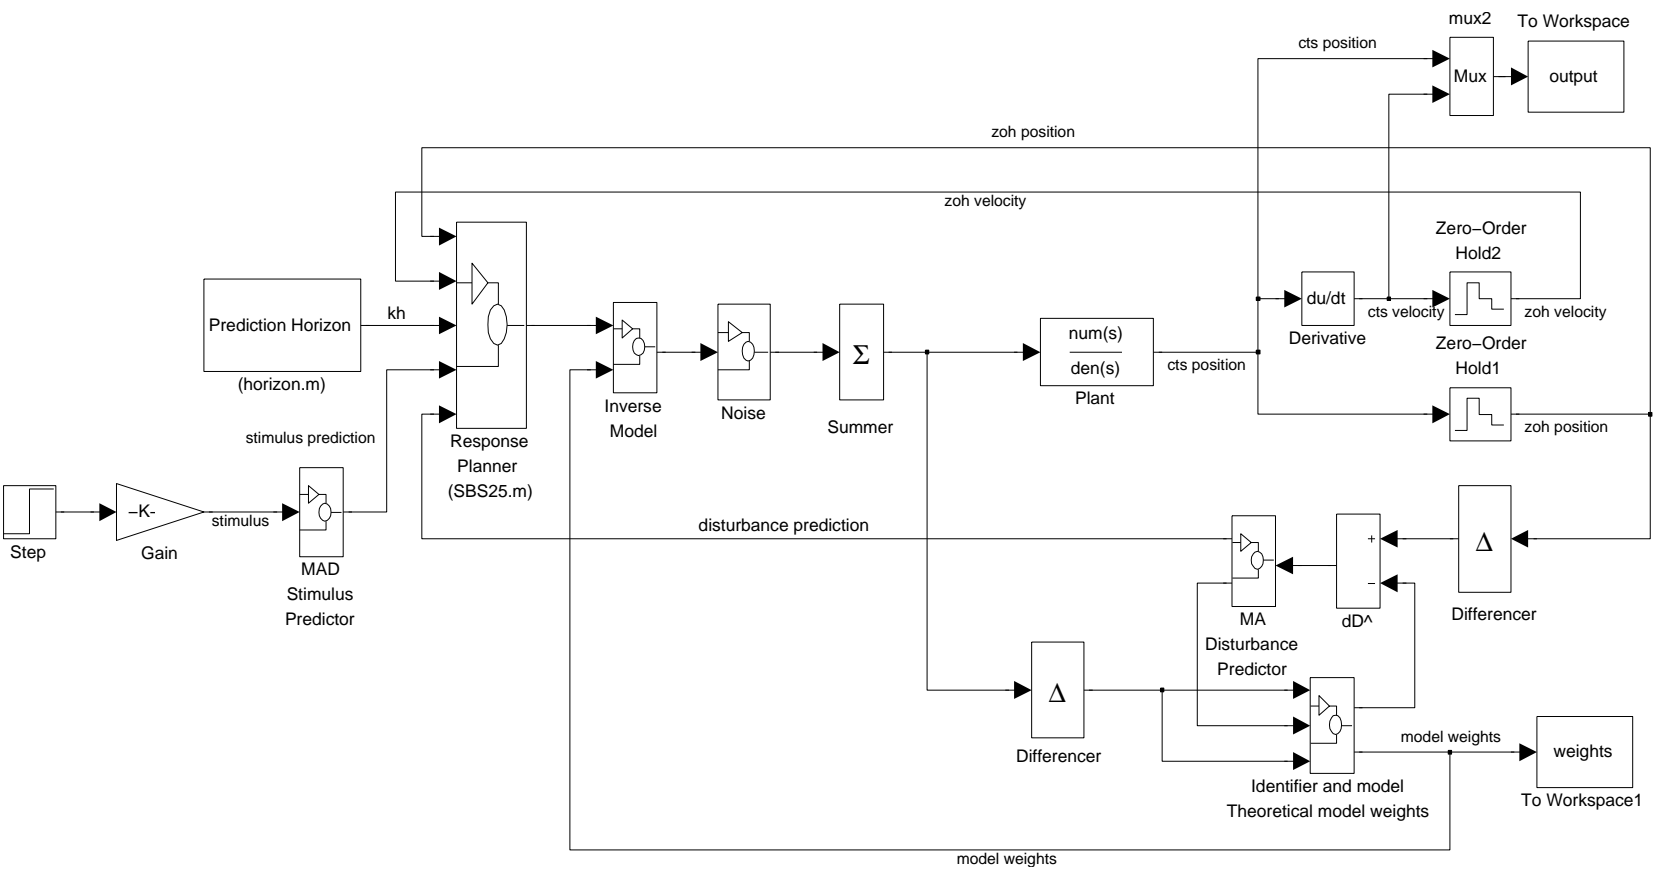 mux2
To Workspace
cts position
Mux
output
zoh position
zoh velocity
Zero−Order
Hold2
Prediction Horizon
kh
(horizon.m)
du/dt
cts velocity
zoh velocity
Derivative
Zero−Order
Hold1
num(s)
den(s)
Plant
cts position
Σ
Summer
Noise
Inverse
Model
zoh position
stimulus prediction
Response
Planner
(SBS25.m)
Step
−K-
Gain
stimulus
MAD
Stimulus
Predictor
disturbance prediction
MA
Disturbance
Predictor
+
−
dD^
Δ
Differencer
Δ
Differencer
Identifier and model
Theoretical model weights
model weights
weights
To Workspace1
model weights